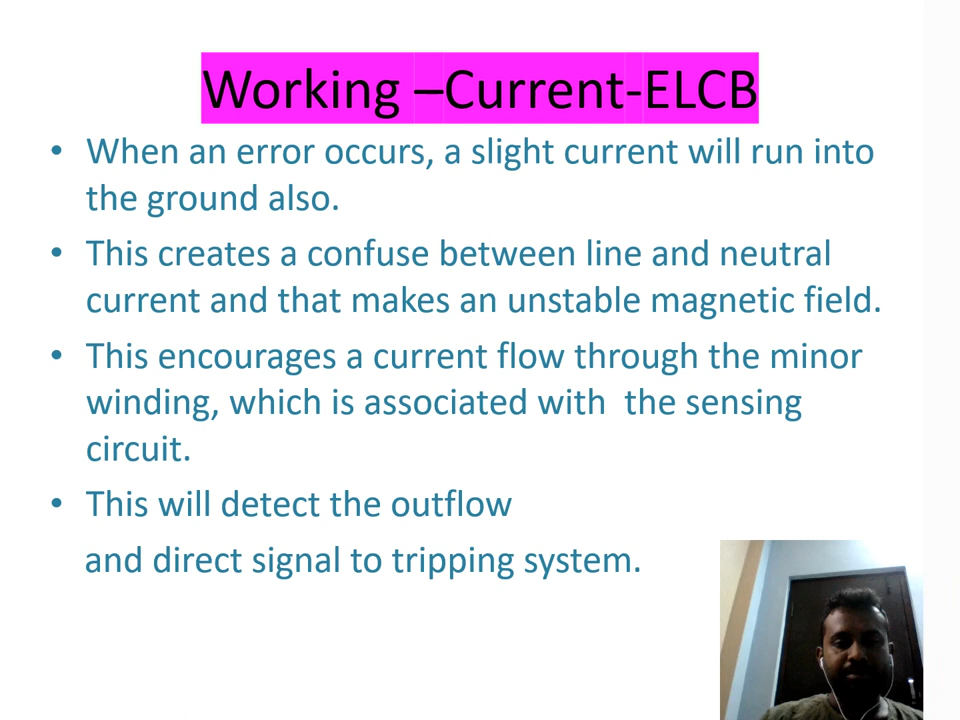 Working –Current-ELCB
• When an error occurs, a slight current will run into
the ground also.
• This creates a confuse between line and neutral
current and that makes an unstable magnetic field.
• This encourages a current flow through the minor
winding, which is associated with the sensing
circuit.
• This will detect the outflow
and direct signal to tripping system.